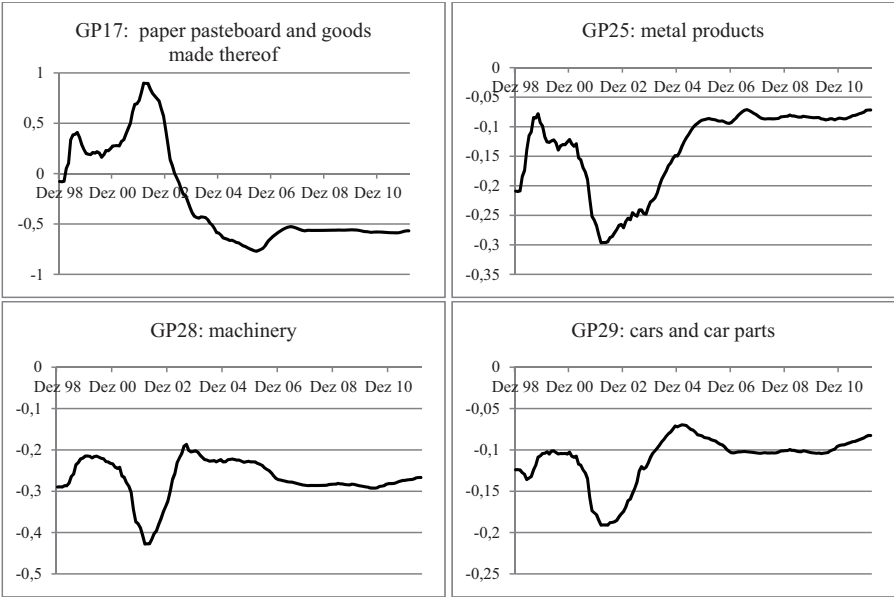 GP17: paper pasteboard and goods
made thereof
1
0,5
0
-0,5
-1
Dez 98 Dez 00 Dez 02 Dez 04 Dez 06 Dez 08 Dez 10
GP25: metal products
0
-0,05
-0,1
-0,15
-0,2
-0,25
-0,3
-0,35
Dez 98 Dez 00 Dez 02 Dez 04 Dez 06 Dez 08 Dez 10
GP28: machinery
0
-0,1
-0,2
-0,3
-0,4
-0,5
Dez 98 Dez 00 Dez 02 Dez 04 Dez 06 Dez 08 Dez 10
GP29: cars and car parts
0
-0,05
-0,1
-0,15
-0,2
-0,25
Dez 98 Dez 00 Dez 02 Dez 04 Dez 06 Dez 08 Dez 10